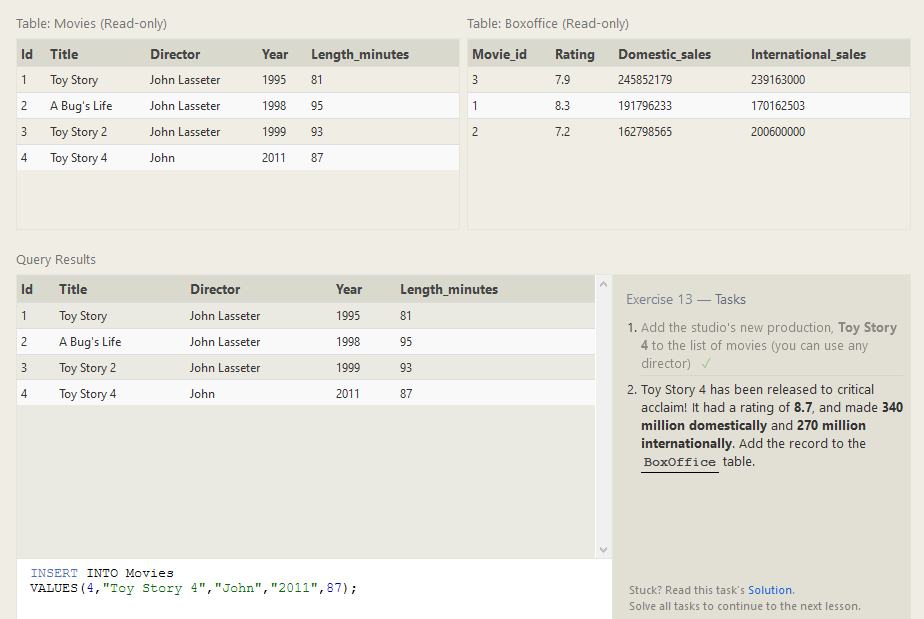 Table: Movies (Read-only)
Id Title Director Year Length_minutes
1 Toy Story John Lasseter 1995 81
2 A Bug's Life John Lasseter 1998 95
3 Toy Story 2 John Lasseter 1999 93
4 Toy Story 4 John 2011 87
Table: Boxoffice (Read-only)
Movie_id Rating Domestic_sales International_sales
3 7.9 245852179 239163000
1 8.3 191796233 170162503
2 7.2 162798565 200600000
Query Results
Id Title Director Year Length_minutes
1 Toy Story John Lasseter 1995 81
2 A Bug's Life John Lasseter 1998 95
3 Toy Story 2 John Lasseter 1999 93
4 Toy Story 4 John 2011 87
INSERT INTO Movies
VALUES(4,"Toy Story 4","John","2011",87);
Exercise 13 — Tasks
1. Add the studio's new production, Toy Story
4 to the list of movies (you can use any
director) ✓
2. Toy Story 4 has been released to critical
acclaim! It had a rating of 8.7, and made 340
million domestically and 270 million
internationally. Add the record to the
BoxOffice table.
Stuck? Read this task's Solution.
Solve all tasks to continue to the next lesson.